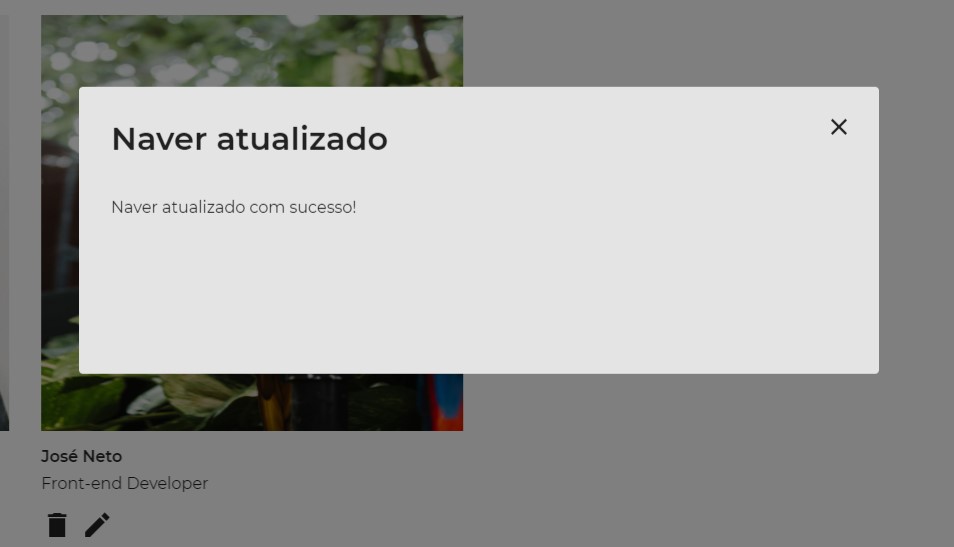 Naver atualizado
Naver atualizado com sucesso!
José Neto
Front-end Developer